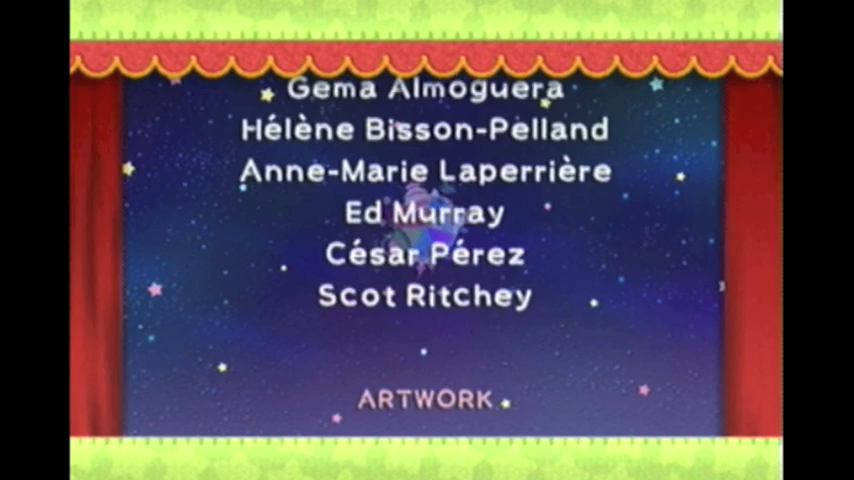 Gema Almoguera
Hélène Bisson-Pelland
Anne-Marie Laperrière
Ed Murray
César Pérez
Scot Ritchey
ARTWORK